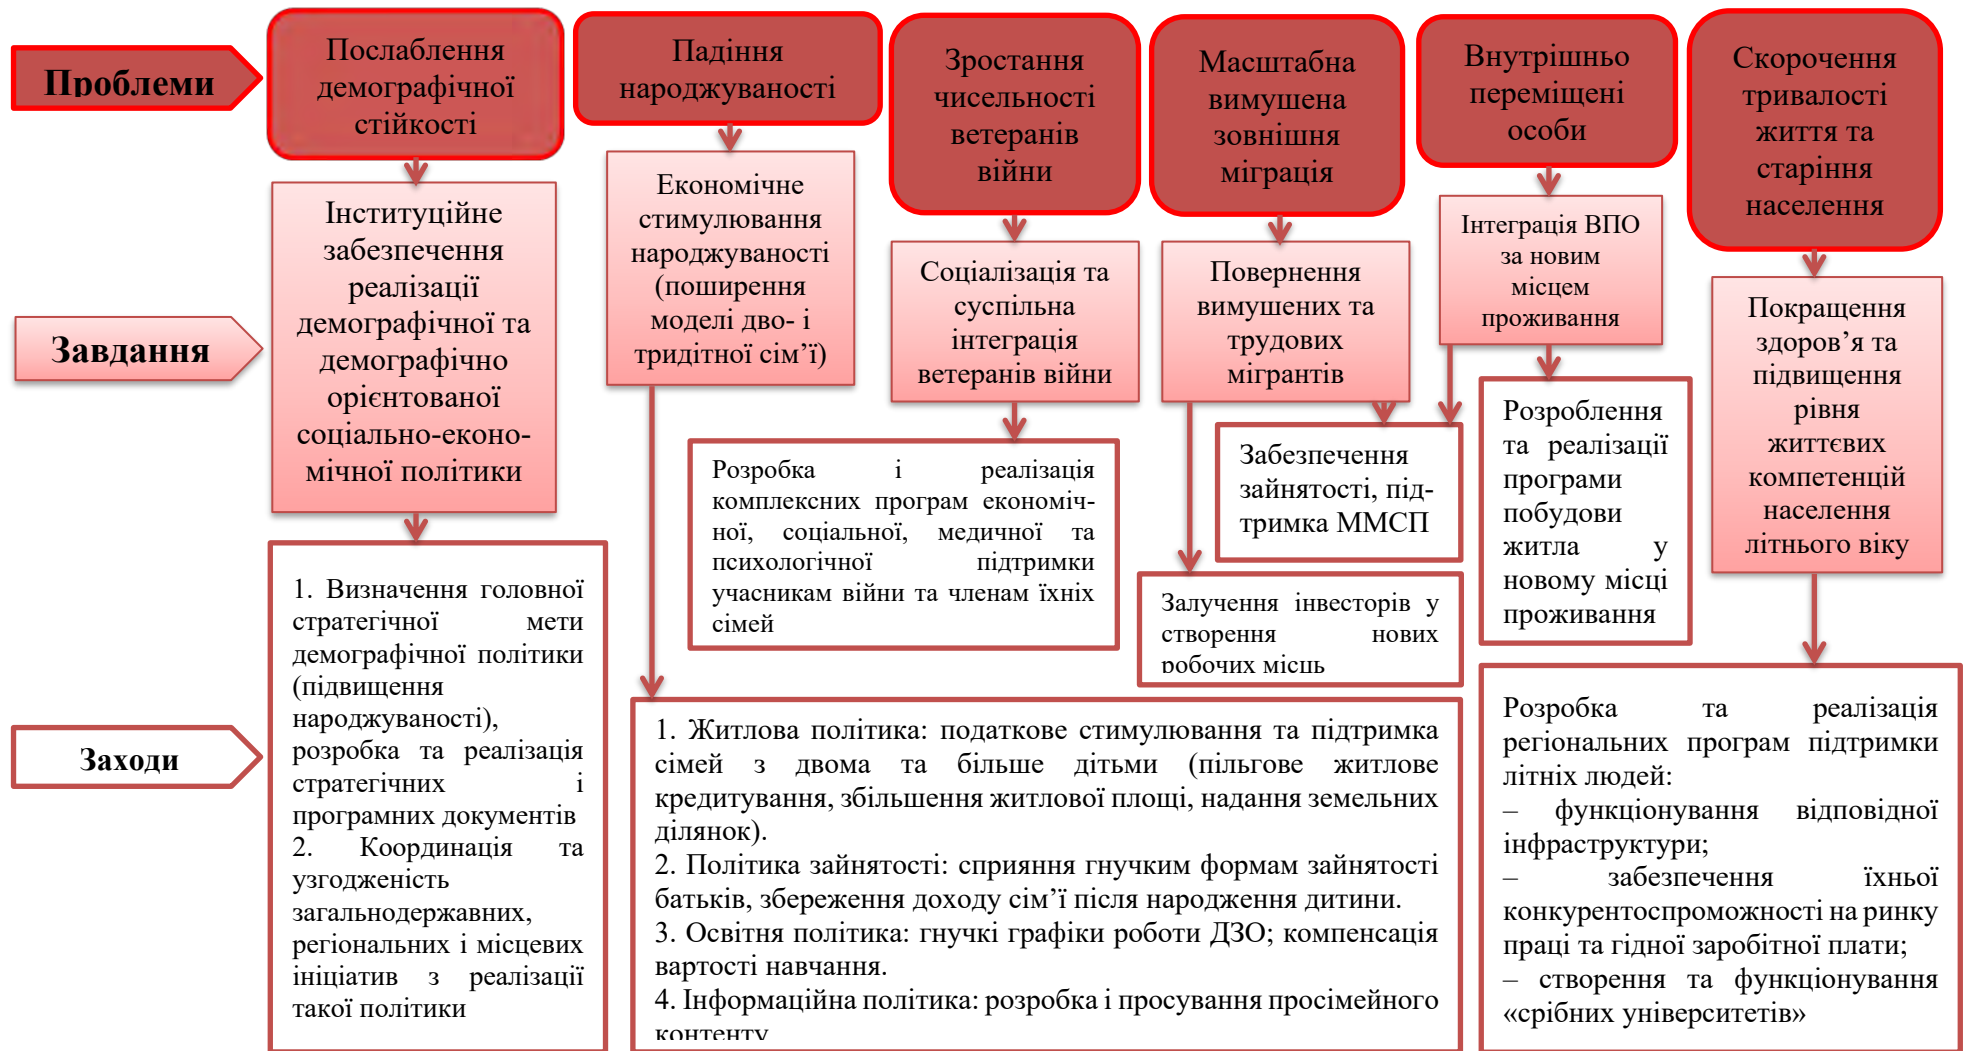 Проблеми
Послаблення
демографічної
стійкості
Падіння
народжуваності
Зростання
чисельності
ветеранів
війни
Масштабна
вимушена
зовнішня
міграція
Внутрішньо
переміщені
особи
Скорочення
тривалості
життя та
старіння
населення
Завдання
Інституційне
забезпечення
реалізації
демографічної та
демографічно
орієнтованої
соціально-еконо-
мічної політики
Економічне
стимулювання
народжуваності
(поширення
моделі дво- і
тридітної сім’ї)
Соціалізація та
суспільна
інтеграція
ветеранів війни
Повернення
вимушених та
трудових
мігрантів
Інтеграція ВПО
за новим
місцем
проживання
Покращення
здоров’я та
підвищення
рівня
життєвих
компетенцій
населення
літнього віку
Заходи
1. Визначення головної
стратегічної мети
демографічної політики
(підвищення
народжуваності),
розробка та реалізація
стратегічних і
програмних документів
2. Координація та
узгодженість
загальнодержавних,
регіональних і місцевих
ініціатив з реалізації
такої політики
1. Житлова політика: податкове стимулювання та підтримка
сімей з двома та більше дітьми (пільгове житлове
кредитування, збільшення житлової площі, надання земельних
ділянок).
2. Політика зайнятості: сприяння гнучким формам зайнятості
батьків, збереження доходу сім’ї після народження дитини.
3. Освітня політика: гнучкі графіки роботи ДЗО; компенсація
вартості навчання.
4. Інформаційна політика: розробка і просування просімейного
контенту
Розробка і реалізація
комплексних програм економіч-
ної, соціальної, медичної та
психологічної підтримки
учасникам війни та членам їхніх
сімей
Забезпечення
зайнятості, під-
тримка ММСП
Залучення інвесторів у
створення нових
робочих місць
Розроблення
та реалізації
програми
побудови
житла у
новому місці
проживання
Розробка та реалізація
регіональних програм підтримки
літніх людей:
– функціонування відповідної
інфраструктури;
– забезпечення їхньої
конкурентоспроможності на ринку
праці та гідної заробітної плати;
– створення та функціонування
«срібних університетів»